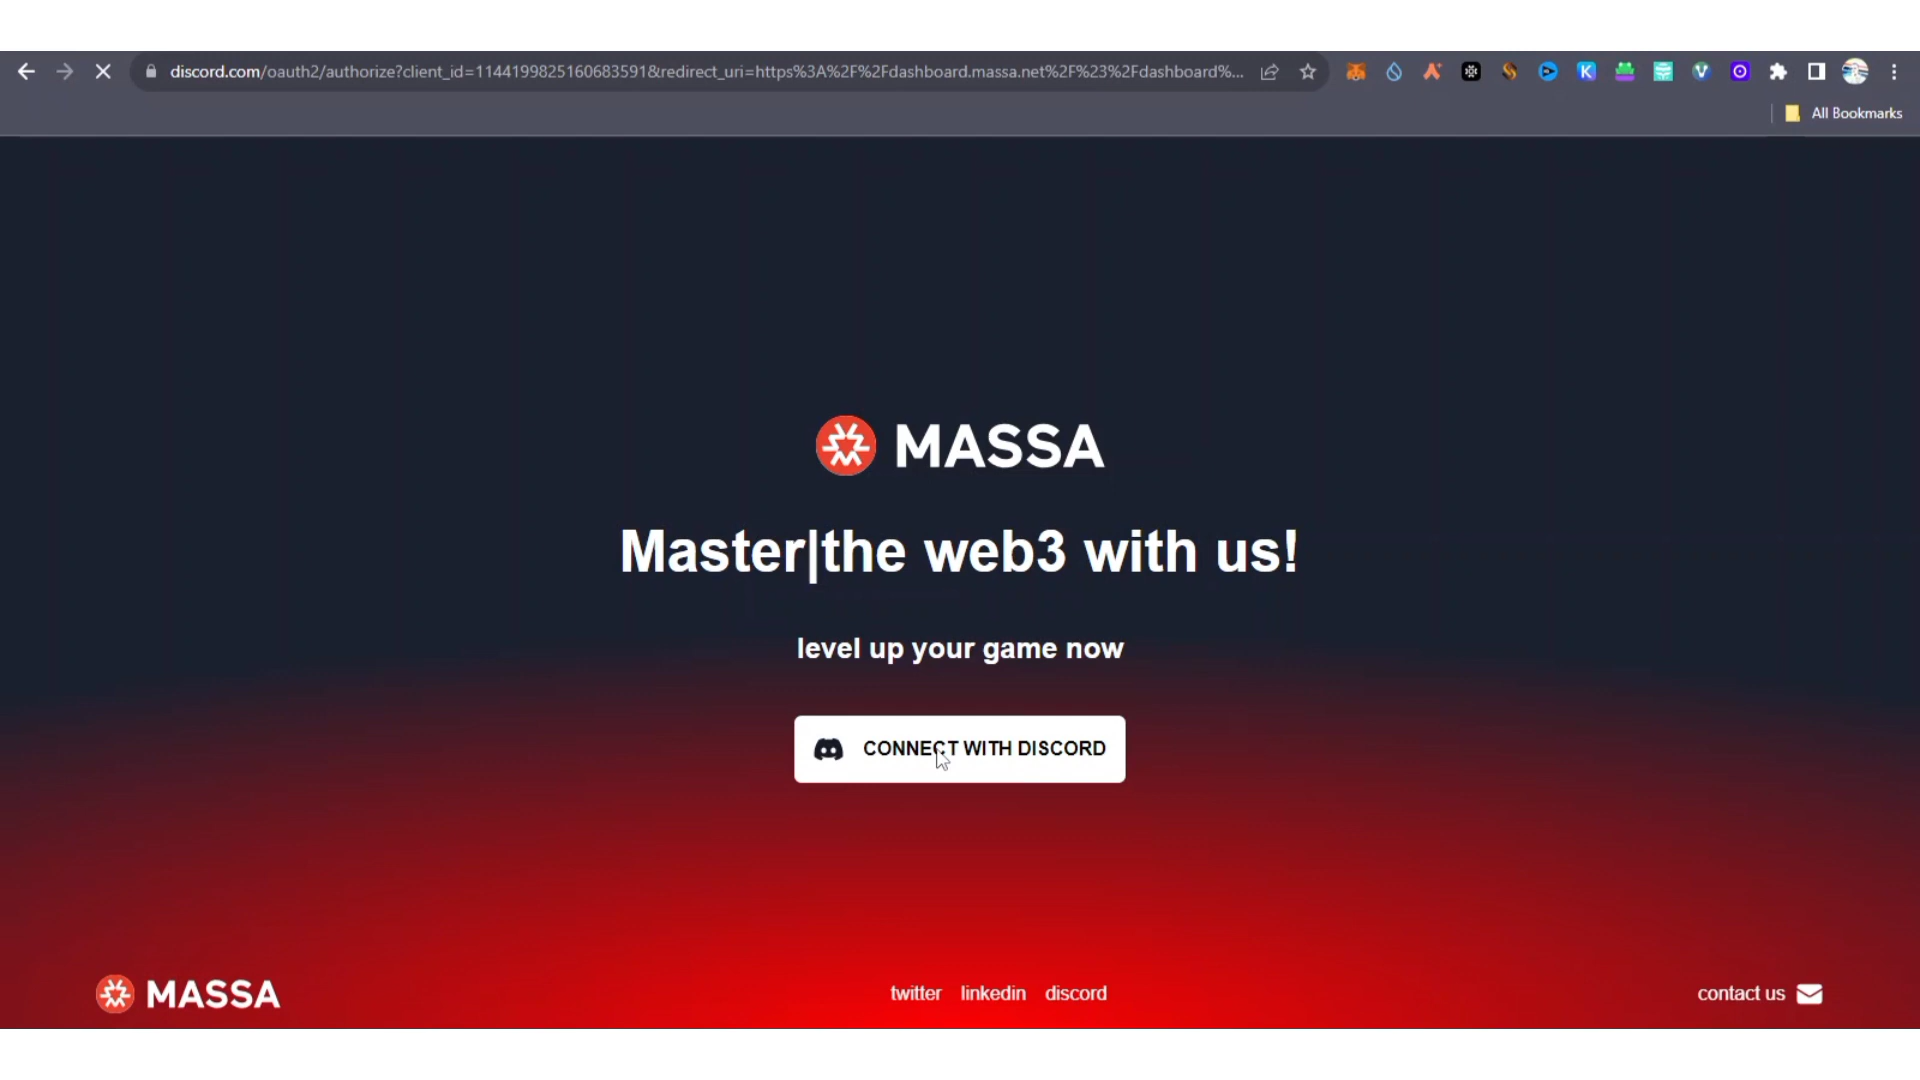 discord.com/oauth2/authorize?client_id=1144199825160683591&redirect_uri=https%3A%2F%2Fdashboard.massa.net%2F%23%2Fdashboard%...
All Bookmarks
MASSA
Master|the web3 with us!
level up your game now
CONNECT WITH DISCORD
MASSA
twitter linkedin discord
contact us